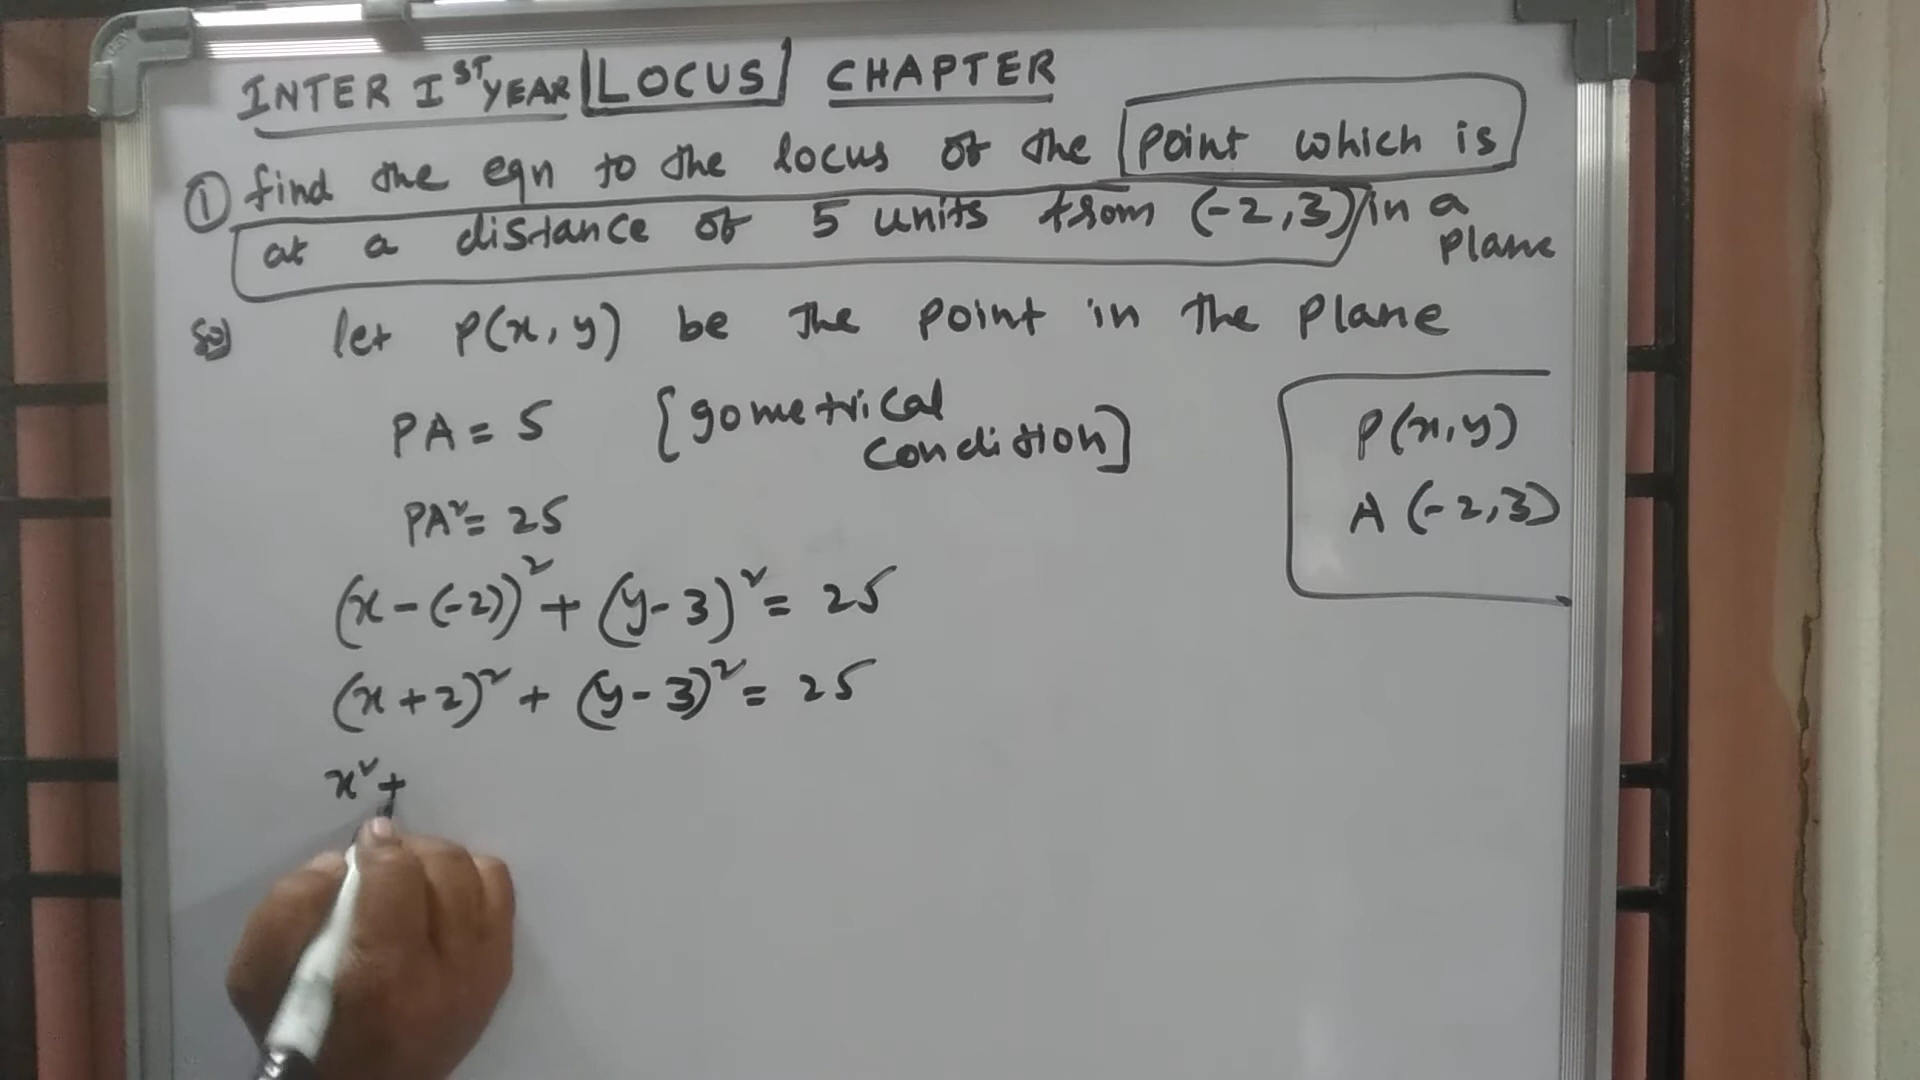 INTER I ST YEAR LOCUS CHAPTER
① find the eqn to the locus of the point which is
at a distance of 5 units from (-2,3) in a plane
Sol let P(x, y) be the point in the plane
PA = 5 [gometrical condition]
P(x,y)
A (-2,3)
PA² = 25
(x-(-2))² + (y-3)² = 25
(x+2)² + (y-3)² = 25
x² +